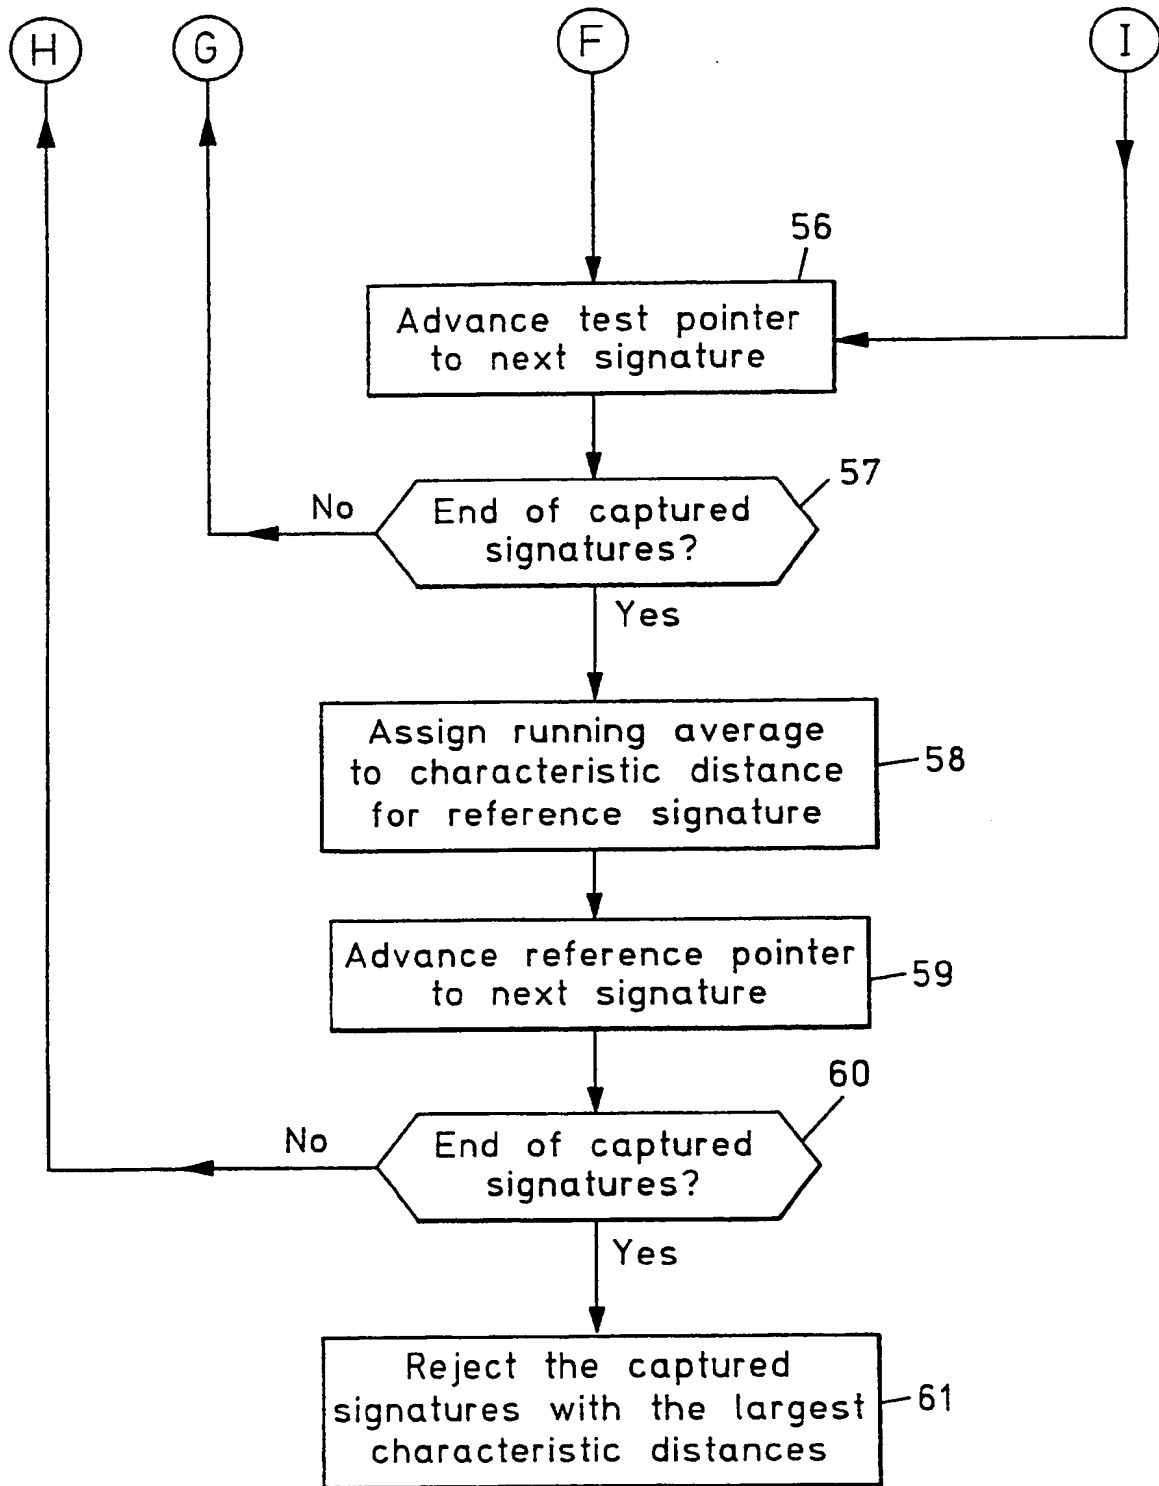 H
G
F
I
56
Advance test pointer
to next signature
57
No
End of captured
signatures?
Yes
Assign running average
to characteristic distance
for reference signature
58
Advance reference pointer
to next signature
59
60
No
End of captured
signatures?
Yes
Reject the captured
signatures with the largest
characteristic distances
61